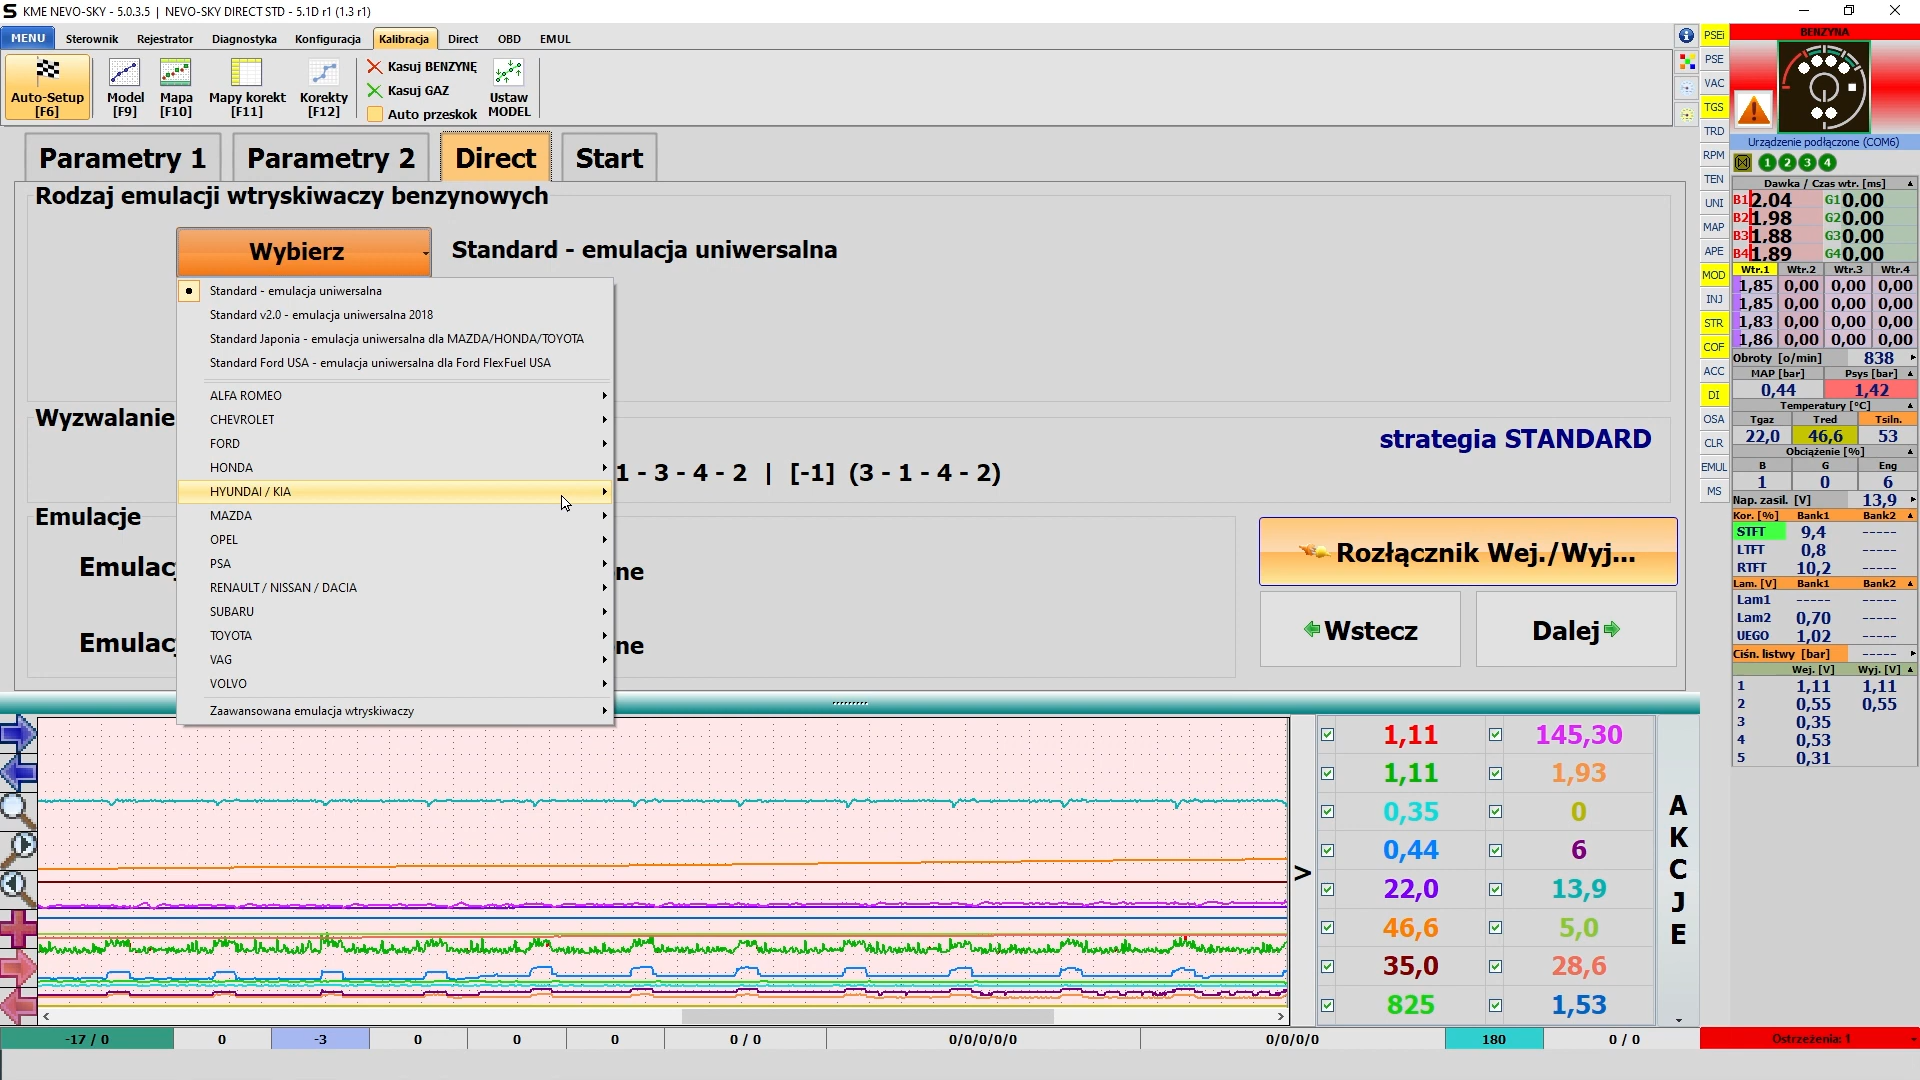 KME NEVO-SKY - 5.0.3.5 | NEVO-SKY DIRECT STD - 5.1D r1 (1.3 r1)
MENU Sterownik Rejestrator Diagnostyka Konfiguracja Kalibracja Direct OBD EMUL
Auto-Setup [F6]
Model [F9]
Mapa [F10]
Mapy korekt [F11]
Korekty [F12]
Kasuj BENZYNĘ
Kasuj GAZ
Auto przeskok
Ustaw MODEL
Parametry 1 Parametry 2 Direct Start
Rodzaj emulacji wtryskiwaczy benzynowych
Wybierz Standard - emulacja uniwersalna
Standard - emulacja uniwersalna
Standard v2.0 - emulacja uniwersalna 2018
Standard Japonia - emulacja uniwersalna dla MAZDA/HONDA/TOYOTA
Standard Ford USA - emulacja uniwersalna dla Ford FlexFuel USA
ALFA ROMEO
CHEVROLET
FORD
HONDA
HYUNDAI / KIA
MAZDA
OPEL
PSA
RENAULT / NISSAN / DACIA
SUBARU
TOYOTA
VAG
VOLVO
Zaawansowana emulacja wtryskiwaczy
Wyzwalanie
strategia STANDARD
1 - 3 - 4 - 2 | [-1] (3 - 1 - 4 - 2)
Emulacje
Emulac
ne
Emulac
ne
Rozłącznik Wej./Wyj...
Wstecz Dalej
1,11 145,30
1,11 1,93
0,35 0
0,44 6
22,0 13,9
46,6 5,0
35,0 28,6
825 1,53
>
A
K
C
J
E
-17 / 0 0 -3 0 0 0 0 / 0 0/0/0/0/0 0/0/0/0 180 0 / 0
PSEi
PSE
VAC
TGS
TRD
RPM
TEN
UNI
MAP
APE
MOD
INJ
STR
COF
ACC
DI
OSA
CLR
EMUL
MS
BENZYNA
Urządzenie podłączone (COM6)
1 2 3 4
Dawka / Czas wtr. [ms]
B1 2,04 G1 0,00
B2 1,98 G2 0,00
B3 1,88 G3 0,00
B4 1,89 G4 0,00
Wtr.1 Wtr.2 Wtr.3 Wtr.4
1,85 0,00 0,00 0,00
1,85 0,00 0,00 0,00
1,83 0,00 0,00 0,00
1,86 0,00 0,00 0,00
Obroty [o/min] 838
MAP [bar] Psys [bar]
0,44 1,42
Temperatury [°C]
Tgaz Tred Tsiln.
22,0 46,6 53
Obciążenie [%]
B G Eng
1 0 6
Nap. zasil. [V] 13,9
Kor. [%] Bank1 Bank2
STFT 9,4 -----
LTFT 0,8 -----
RTFT 10,2 -----
Lam. [V] Bank1 Bank2
Lam1 ----- -----
Lam2 0,70 -----
UEGO 1,02 -----
Ciśn. listwy [bar] -----
Wej. [V] Wyj. [V]
1 1,11 1,11
2 0,55 0,55
3 0,35
4 0,53
5 0,31
Ostrzeżenia: 1